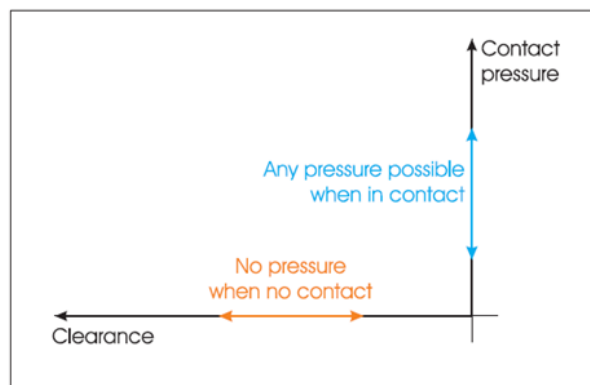 Contact
pressure
Any pressure possible
when in contact
No pressure
when no contact
Clearance